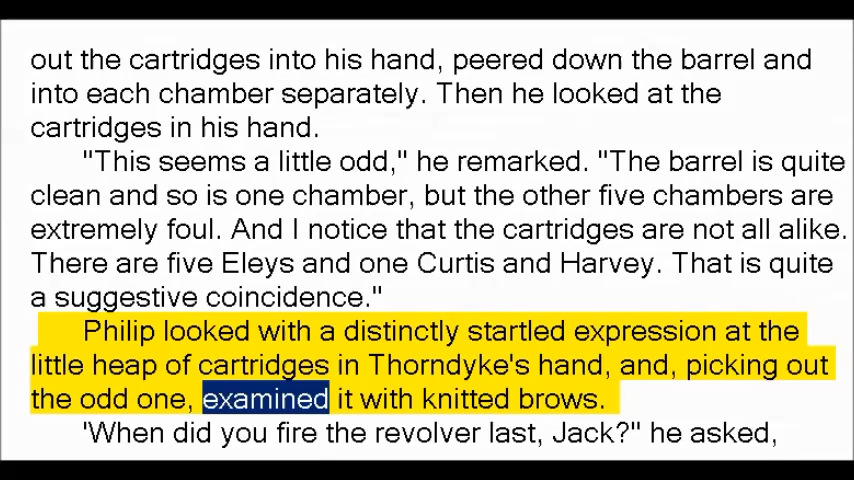 out the cartridges into his hand, peered down the barrel and
into each chamber separately. Then he looked at the
cartridges in his hand.
"This seems a little odd," he remarked. "The barrel is quite
clean and so is one chamber, but the other five chambers are
extremely foul. And I notice that the cartridges are not all alike.
There are five Eleys and one Curtis and Harvey. That is quite
a suggestive coincidence."
Philip looked with a distinctly startled expression at the
little heap of cartridges in Thorndyke's hand, and, picking out
the odd one, examined it with knitted brows.
'When did you fire the revolver last, Jack?" he asked,